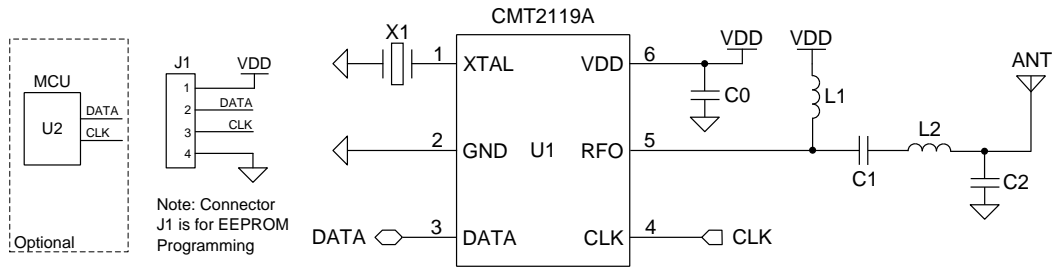 CMT2119A
MCU
U2
DATA
CLK
Optional
J1
VDD
1
2
DATA
3
CLK
4
Note: Connector
J1 is for EEPROM
Programming
X1
1
XTAL
VDD
6
VDD
C0
2
GND
U1
RFO
5
DATA
3
DATA
CLK
4
CLK
VDD
L1
C1
L2
C2
ANT